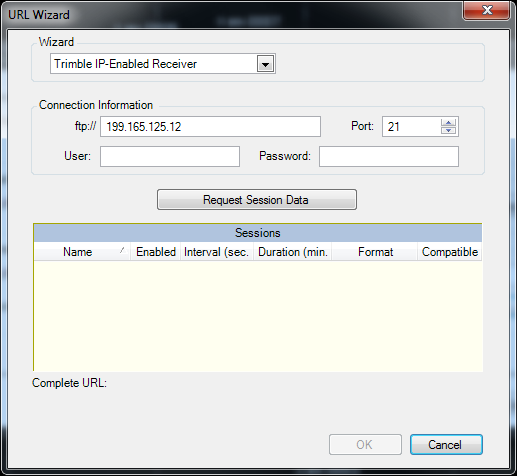 URL Wizard
Wizard
Trimble IP-Enabled Receiver
Connection Information
ftp:// 199.165.125.12 Port: 21
User: Password:
Request Session Data
Sessions
Name Enabled Interval (sec. Duration (min. Format Compatible
Complete URL:
OK Cancel